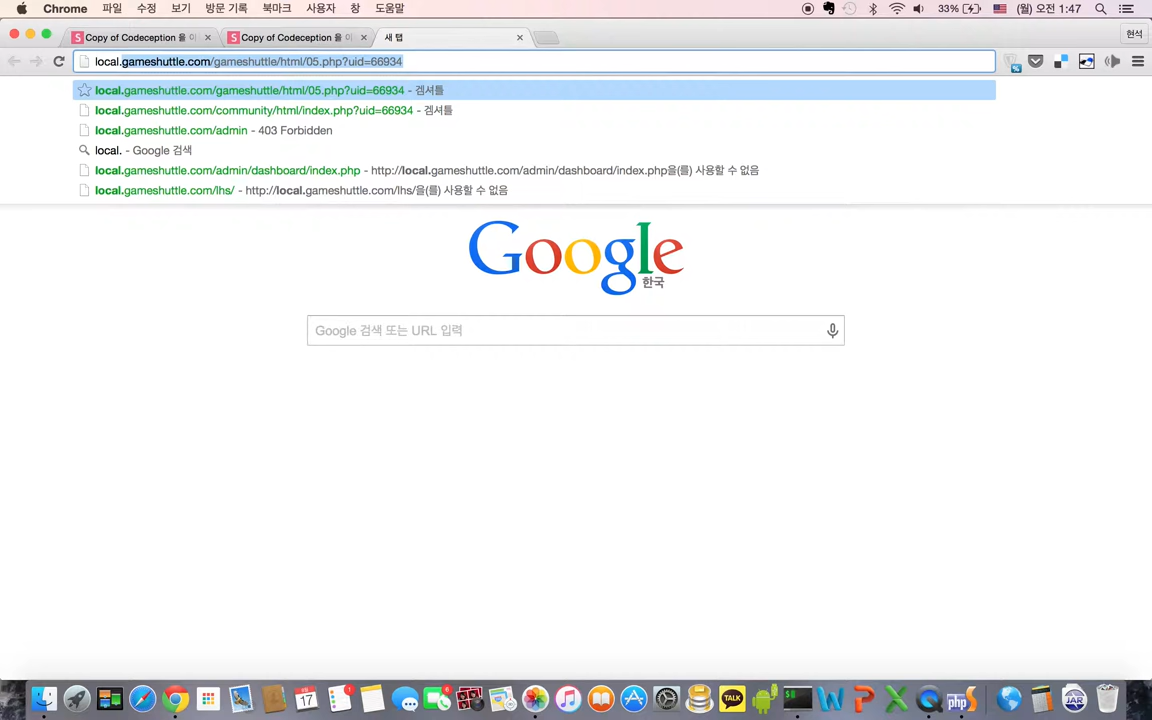 Chrome 파일 수정 보기 방문 기록 북마크 사용자 창 도움말 33% (월) 오전 1:47
Copy of Codeception 을 이 Copy of Codeception 을 이 새 탭 현석
local.gameshuttle.com/gameshuttle/html/05.php?uid=66934
local.gameshuttle.com/gameshuttle/html/05.php?uid=66934 - 겜셔틀
local.gameshuttle.com/community/html/index.php?uid=66934 - 겜셔틀
local.gameshuttle.com/admin - 403 Forbidden
local. - Google 검색
local.gameshuttle.com/admin/dashboard/index.php - http://local.gameshuttle.com/admin/dashboard/index.php을(를) 사용할 수 없음
local.gameshuttle.com/lhs/ - http://local.gameshuttle.com/lhs/을(를) 사용할 수 없음
Google
한국
Google 검색 또는 URL 입력
17
TALK
php
JAR